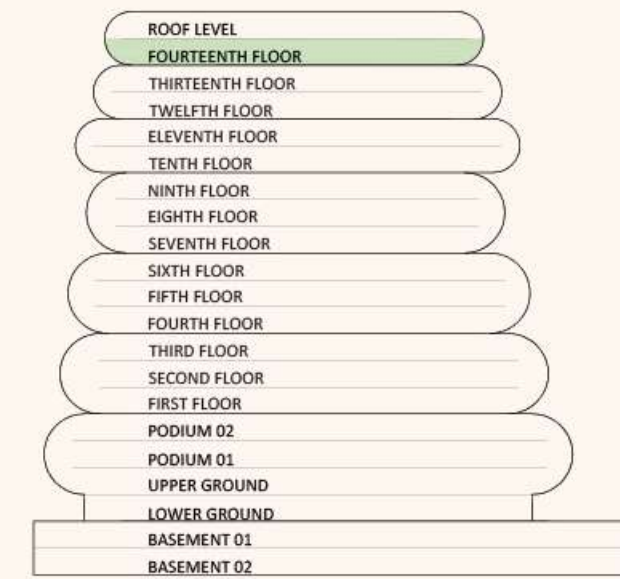 ROOF LEVEL
FOURTEENTH FLOOR
THIRTEENTH FLOOR
TWELFTH FLOOR
ELEVENTH FLOOR
TENTH FLOOR
NINTH FLOOR
EIGHTH FLOOR
SEVENTH FLOOR
SIXTH FLOOR
FIFTH FLOOR
FOURTH FLOOR
THIRD FLOOR
SECOND FLOOR
FIRST FLOOR
PODIUM 02
PODIUM 01
UPPER GROUND
LOWER GROUND
BASEMENT 01
BASEMENT 02